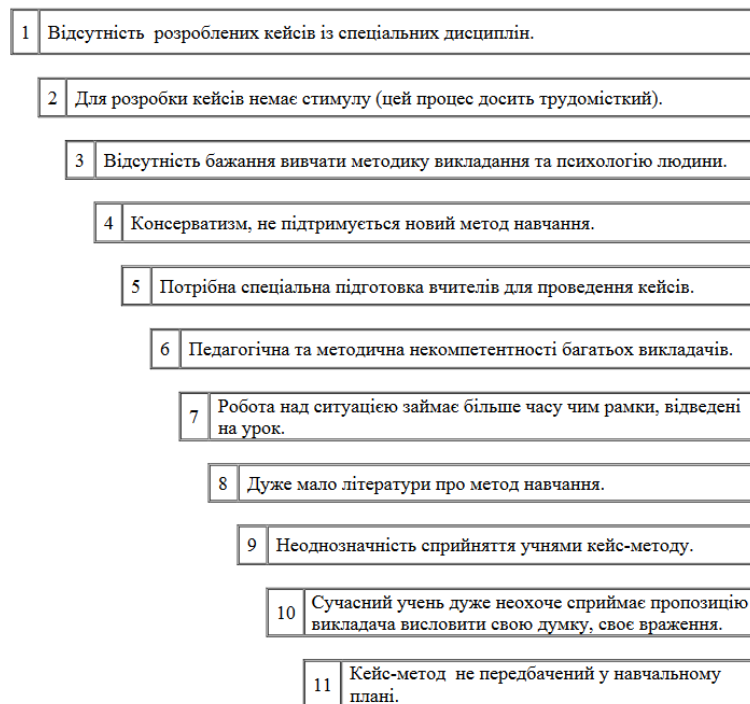 1 Відсутність розроблених кейсів із спеціальних дисциплін.
2 Для розробки кейсів немає стимулу (цей процес досить трудомісткий).
3 Відсутність бажання вивчати методику викладання та психологію людини.
4 Консерватизм, не підтримується новий метод навчання.
5 Потрібна спеціальна підготовка вчителів для проведення кейсів.
6 Педагогічна та методична некомпетентності багатьох викладачів.
7 Робота над ситуацією займає більше часу чим рамки, відведені
на урок.
8 Дуже мало літератури про метод навчання.
9 Неоднозначність сприйняття учнями кейс-методу.
10 Сучасний учень дуже неохоче сприймає пропозицію
викладача висловити свою думку, своє враження.
11 Кейс-метод не передбачений у навчальному
плані.